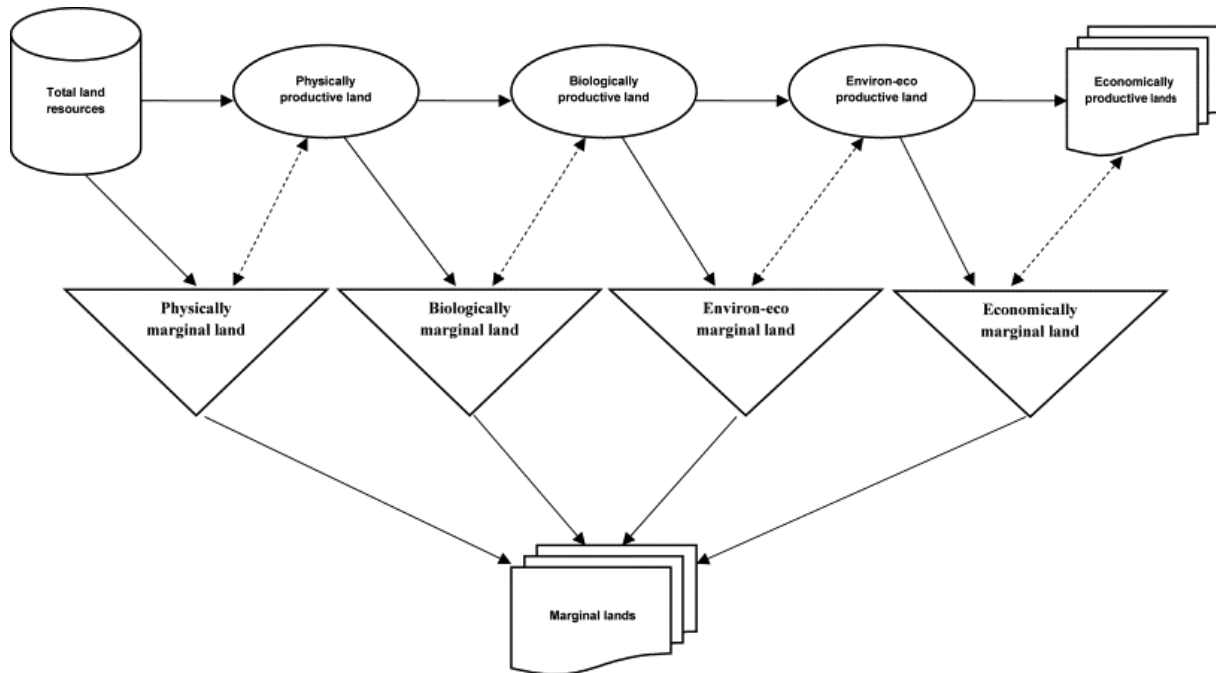 Total land
resources
Physically
productive land
Biologically
productive land
Environ-eco
productive land
Economically
productive lands
Physically
marginal land
Biologically
marginal land
Environ-eco
marginal land
Economically
marginal land
Marginal lands